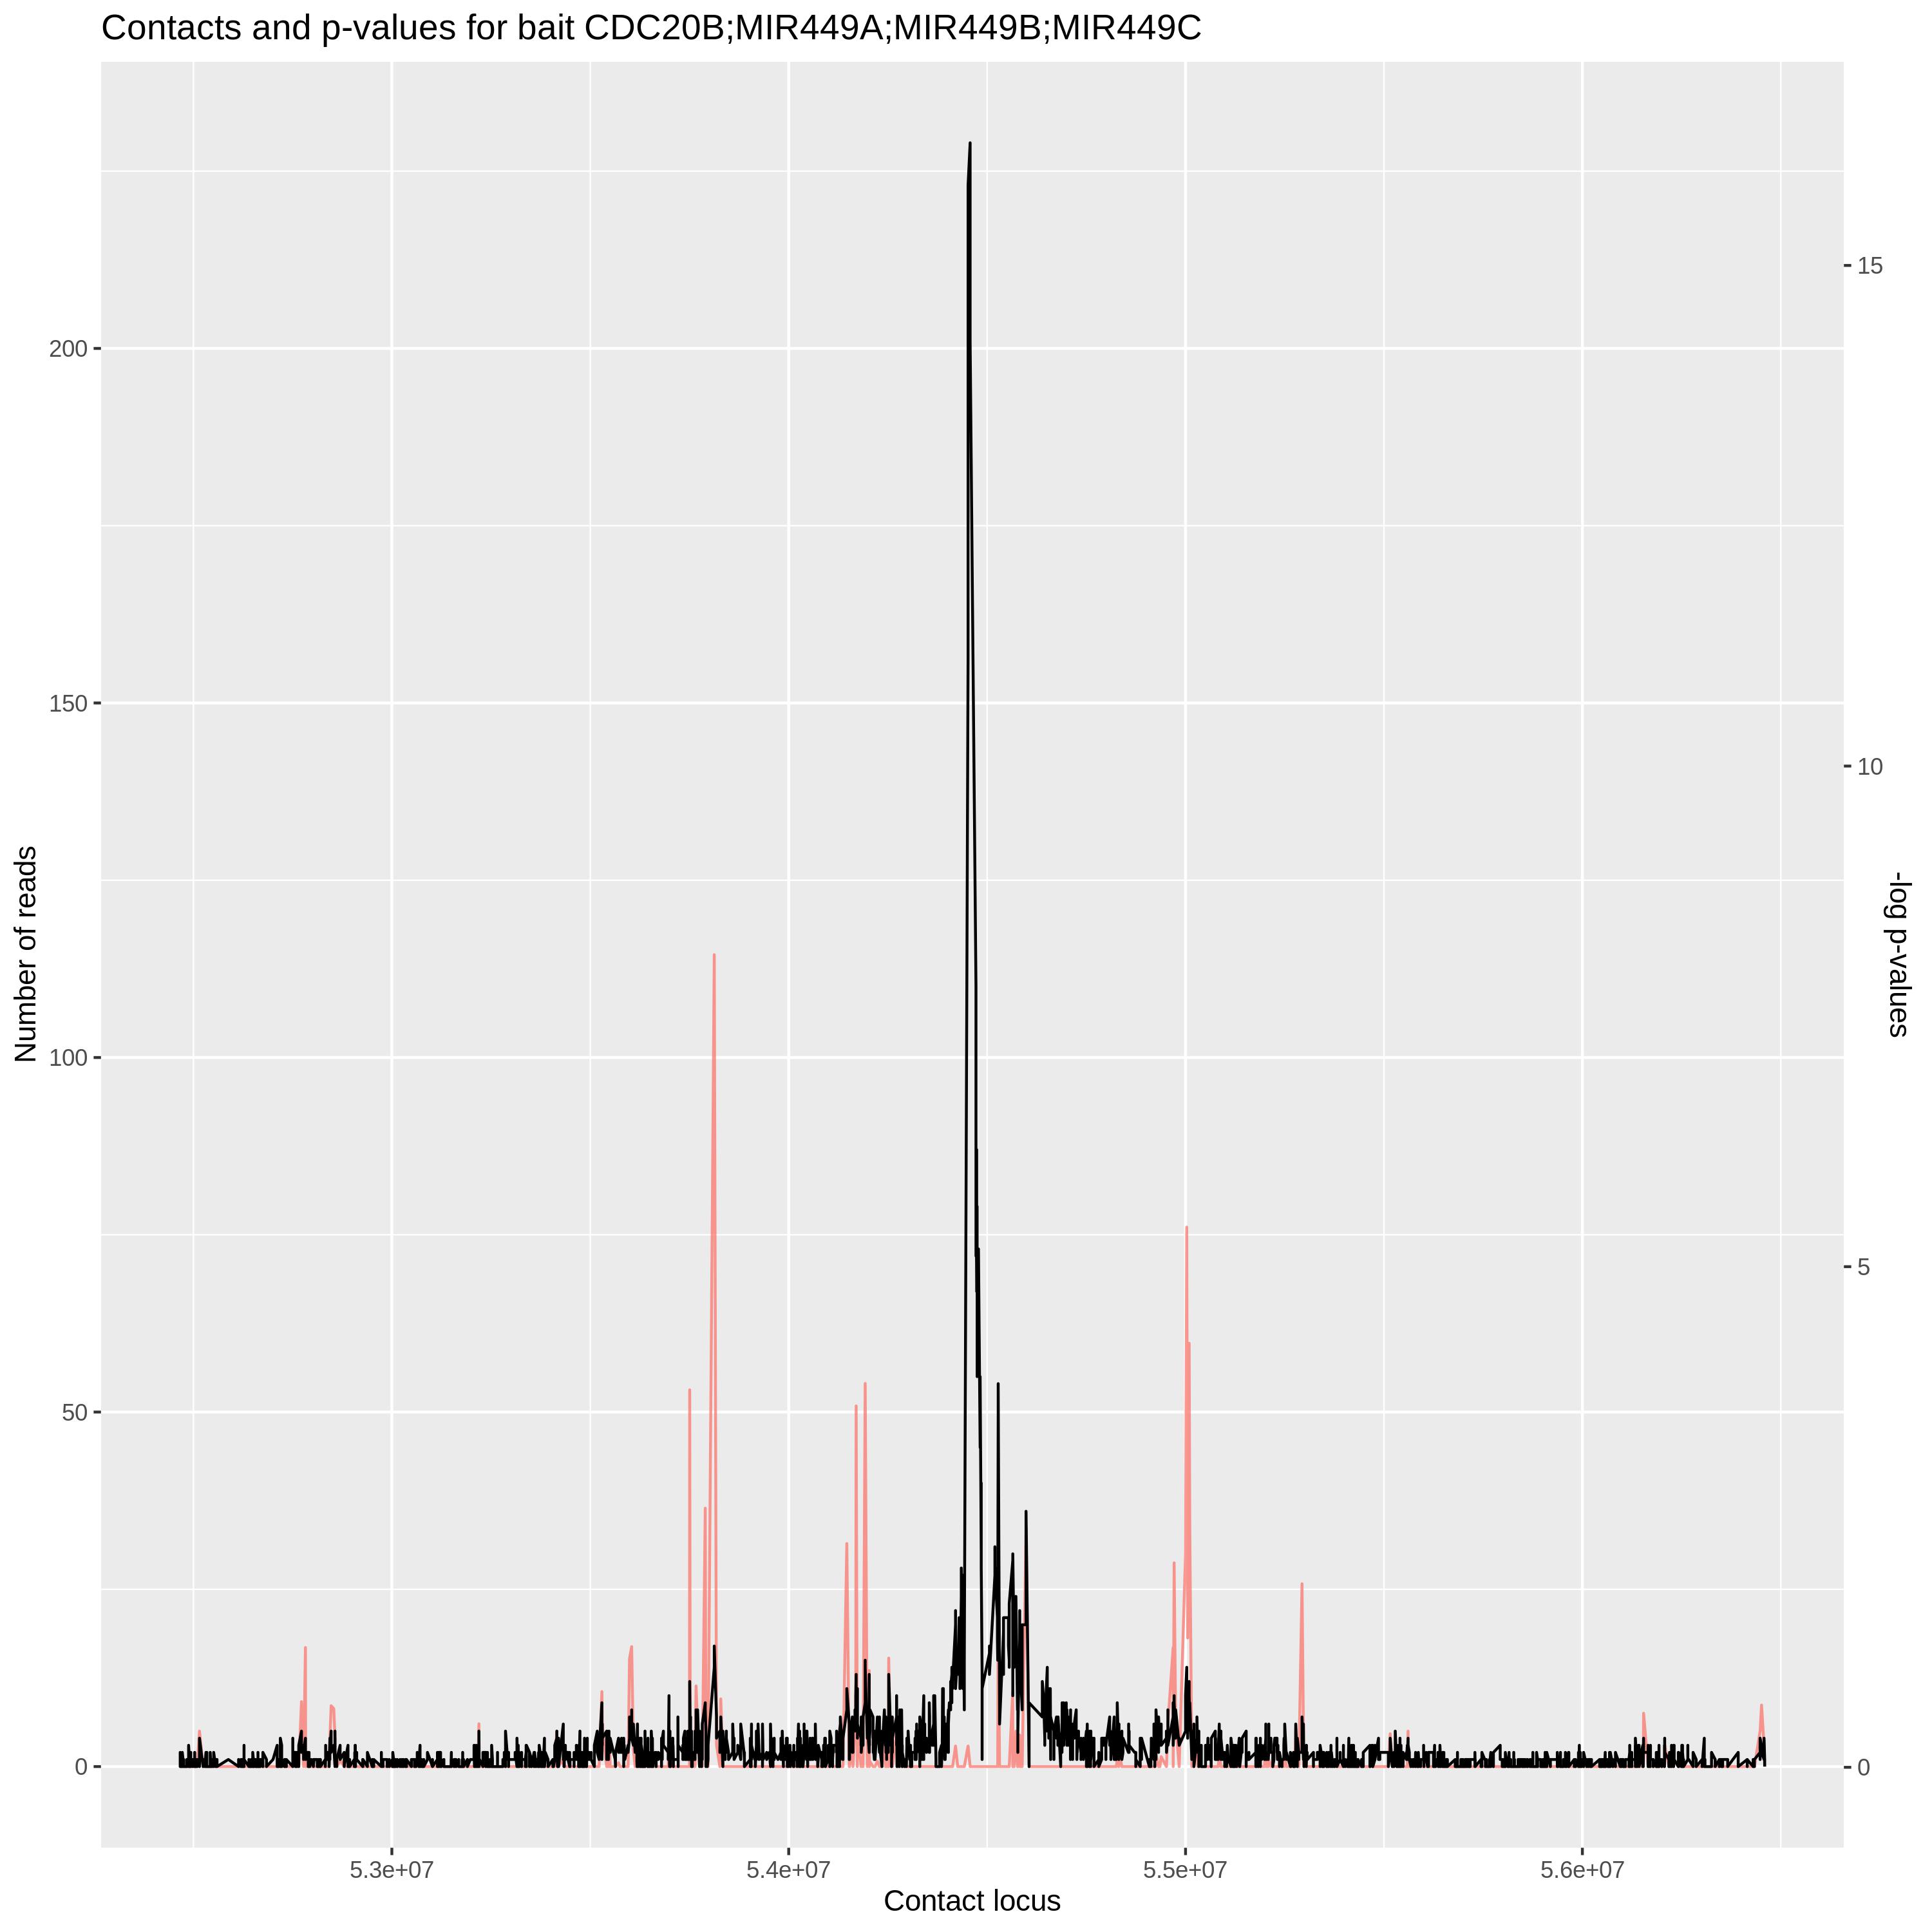 Contacts and p-values for bait CDC20B;MIR449A;MIR449B;MIR449C
Number of reads
200
150
100
50
0
15
10
5
0
-log p-values
5.3e+07
5.4e+07
5.5e+07
5.6e+07
Contact locus